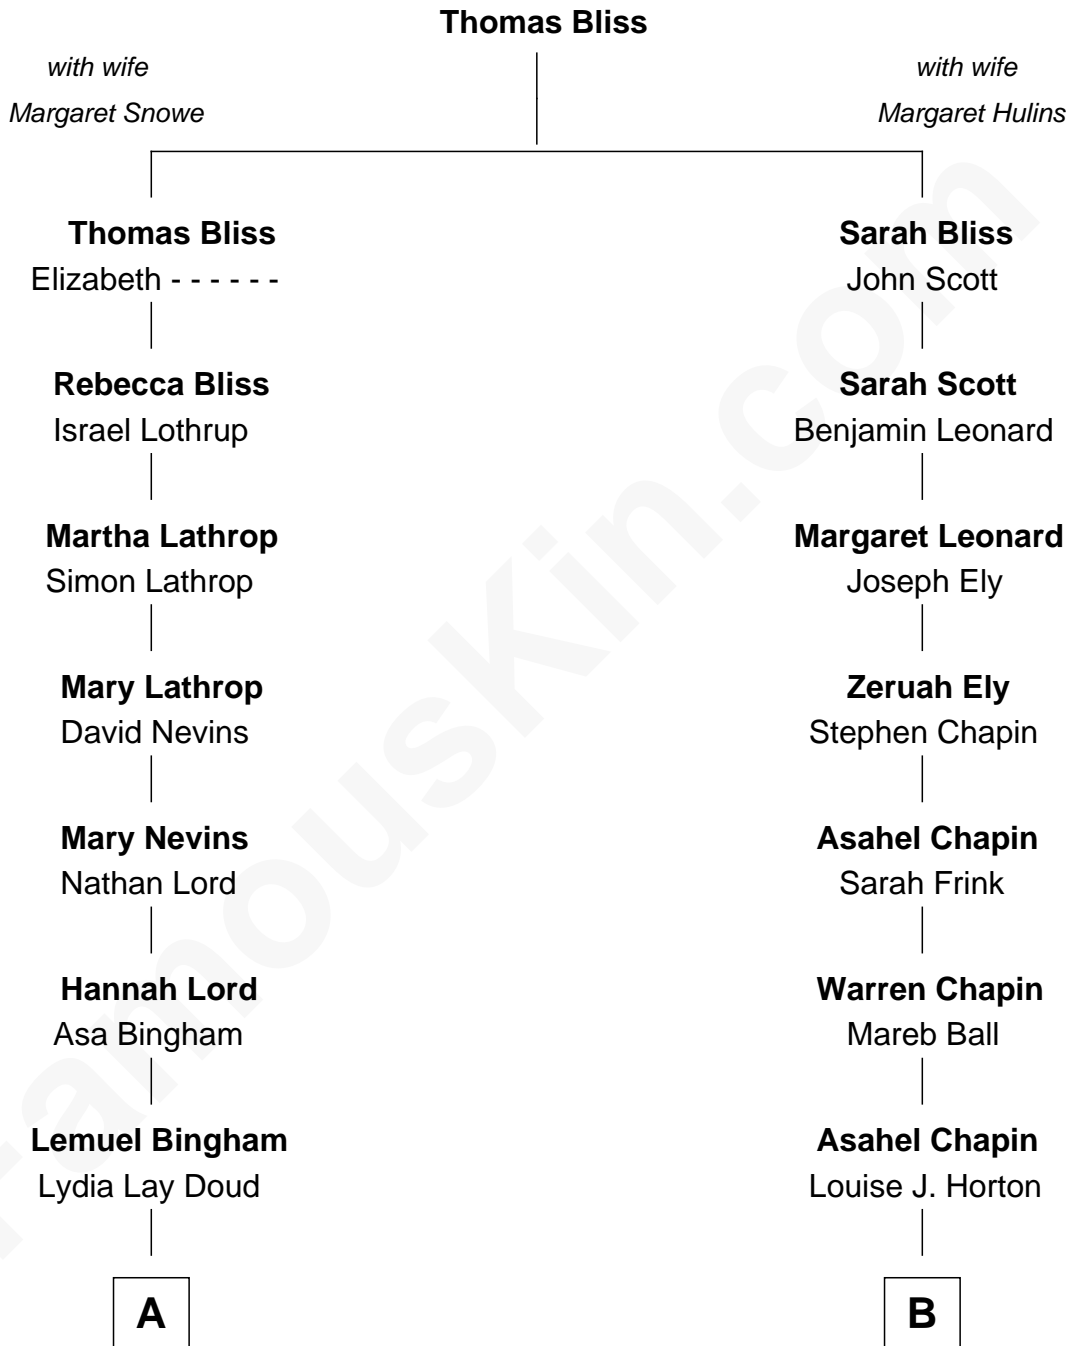 Thomas Bliss
with wife
Margaret Snowe
with wife
Margaret Hulins
Thomas Bliss
Elizabeth - - - - - -
Sarah Bliss
John Scott
Rebecca Bliss
Israel Lothrup
Sarah Scott
Benjamin Leonard
Martha Lathrop
Simon Lathrop
Margaret Leonard
Joseph Ely
Mary Lathrop
David Nevins
Zeruah Ely
Stephen Chapin
Mary Nevins
Nathan Lord
Asahel Chapin
Sarah Frink
Hannah Lord
Asa Bingham
Warren Chapin
Mareb Ball
Lemuel Bingham
Lydia Lay Doud
Asahel Chapin
Louise J. Horton
A
B
FamousKin.com